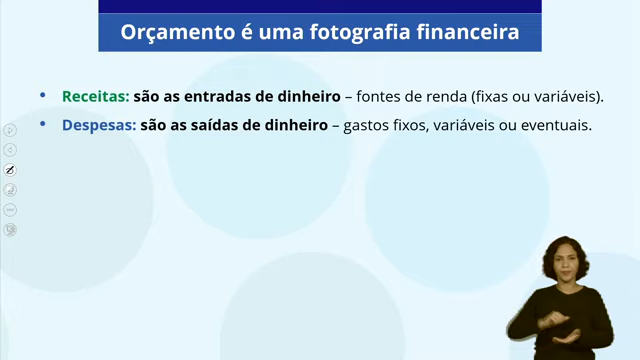 Orçamento é uma fotografia financeira
• Receitas: são as entradas de dinheiro – fontes de renda (fixas ou variáveis).
• Despesas: são as saídas de dinheiro – gastos fixos, variáveis ou eventuais.